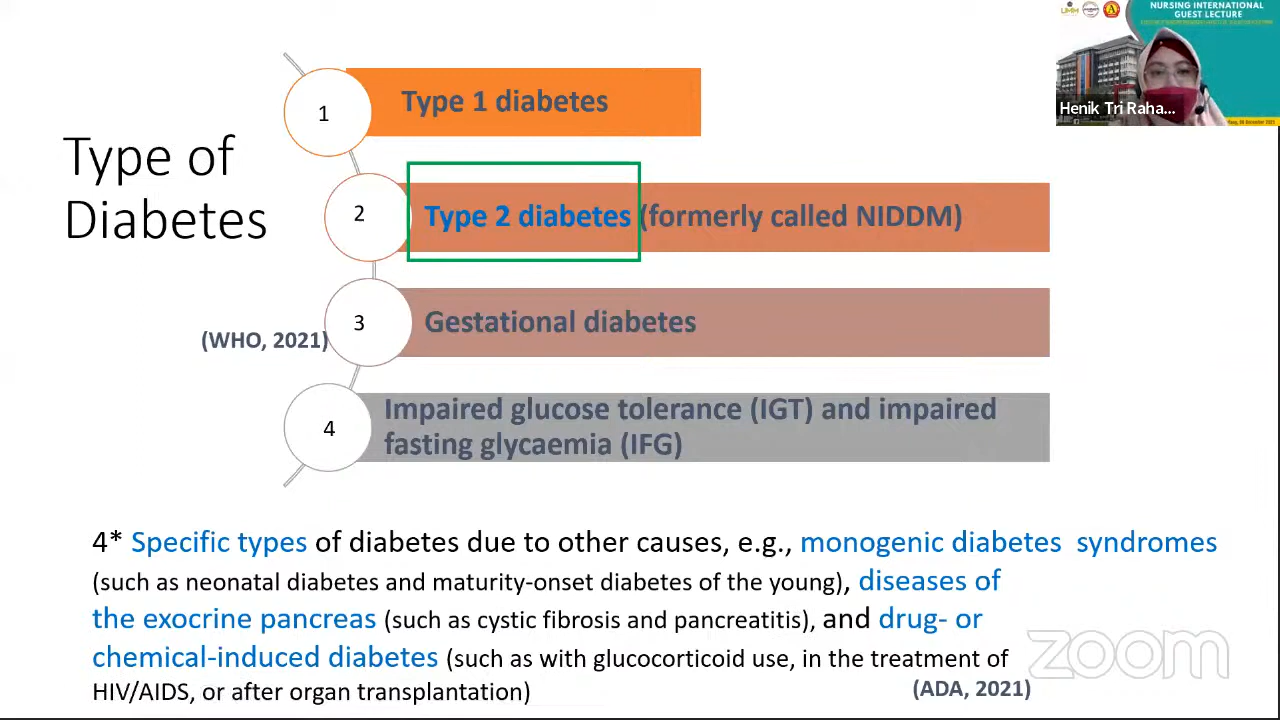 NURSING INTERNATIONAL
GUEST LECTURE
Henik Tri Raha...
Type of
Diabetes
1
Type 1 diabetes
2
Type 2 diabetes (formerly called NIDDM)
3
Gestational diabetes
(WHO, 2021)
4
Impaired glucose tolerance (IGT) and impaired
fasting glycaemia (IFG)
4* Specific types of diabetes due to other causes, e.g., monogenic diabetes syndromes
(such as neonatal diabetes and maturity-onset diabetes of the young), diseases of
the exocrine pancreas (such as cystic fibrosis and pancreatitis), and drug- or
chemical-induced diabetes (such as with glucocorticoid use, in the treatment of
HIV/AIDS, or after organ transplantation)
(ADA, 2021)
zoom